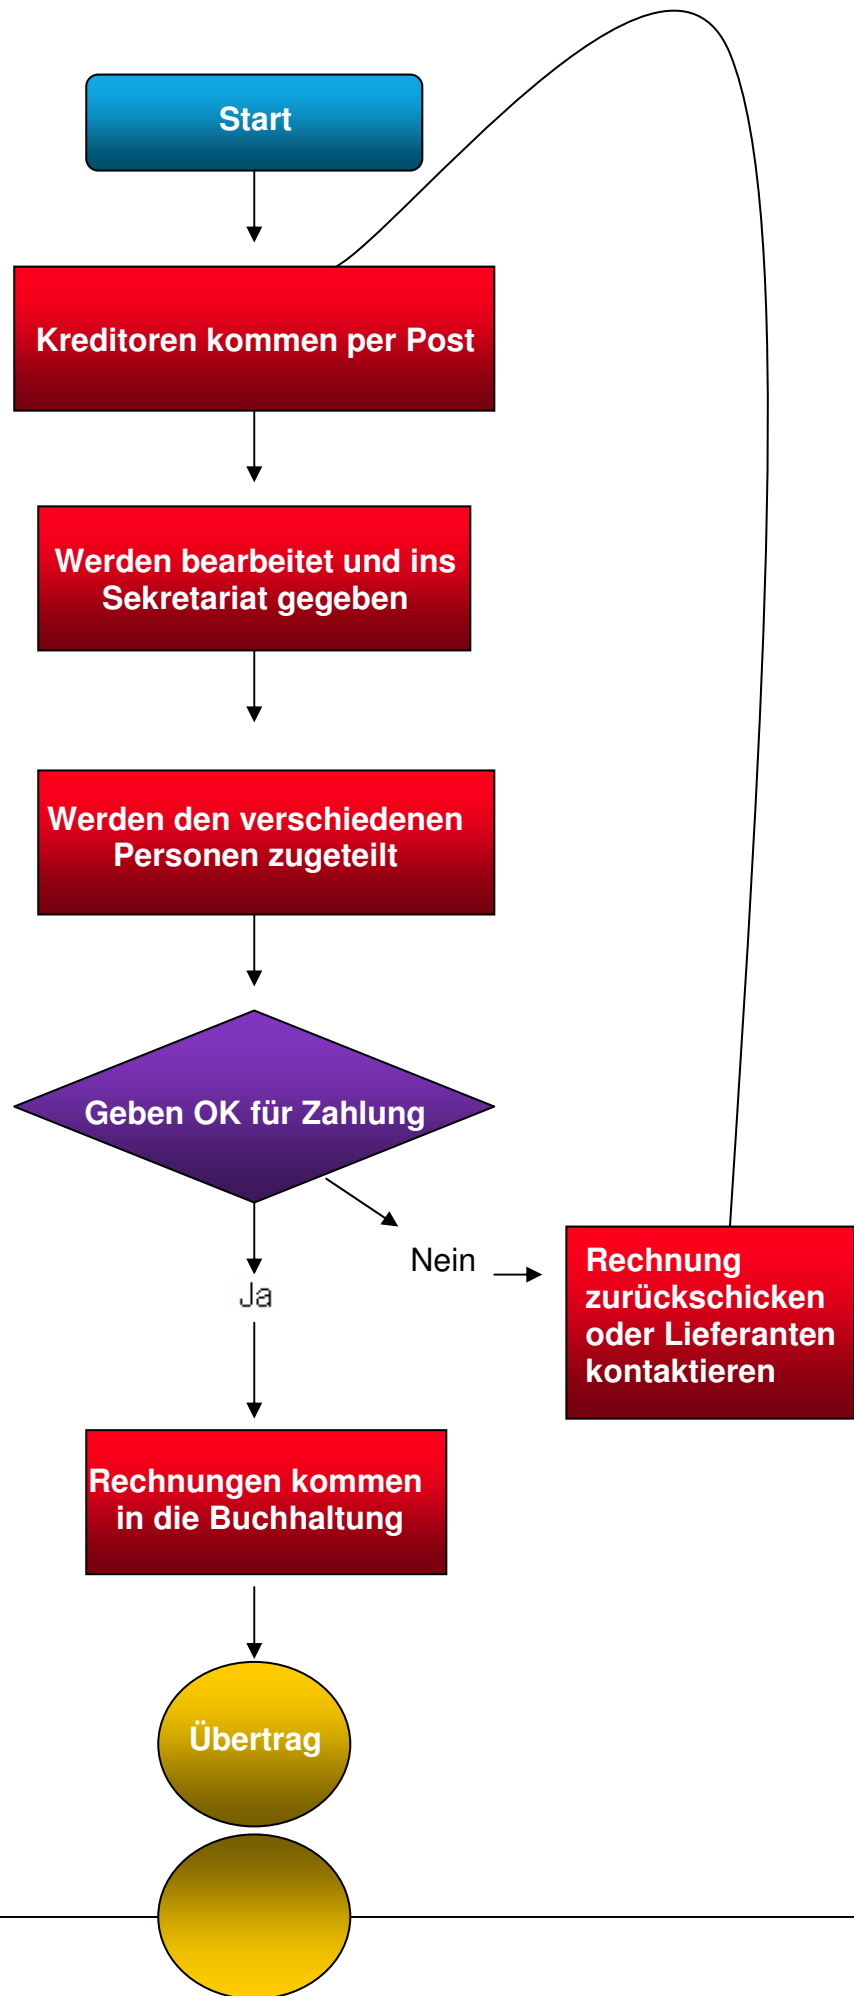 Start
Kreditoren kommen per Post
Werden bearbeitet und ins
Sekretariat gegeben
Werden den verschiedenen
Personen zugeteilt
Geben OK für Zahlung
Nein
Ja
Rechnung
zurückschicken
oder Lieferanten
kontaktieren
Rechnungen kommen
in die Buchhaltung
Übertrag